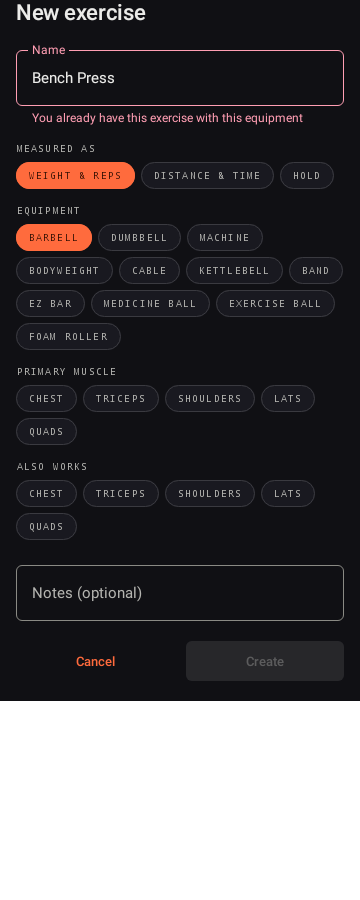 New exercise
Name
Bench Press
You already have this exercise with this equipment
MEASURED AS
WEIGHT & REPS DISTANCE & TIME HOLD
EQUIPMENT
BARBELL DUMBBELL MACHINE
BODYWEIGHT CABLE KETTLEBELL BAND
EZ BAR MEDICINE BALL EXERCISE BALL
FOAM ROLLER
PRIMARY MUSCLE
CHEST TRICEPS SHOULDERS LATS
QUADS
ALSO WORKS
CHEST TRICEPS SHOULDERS LATS
QUADS
Notes (optional)
Cancel Create